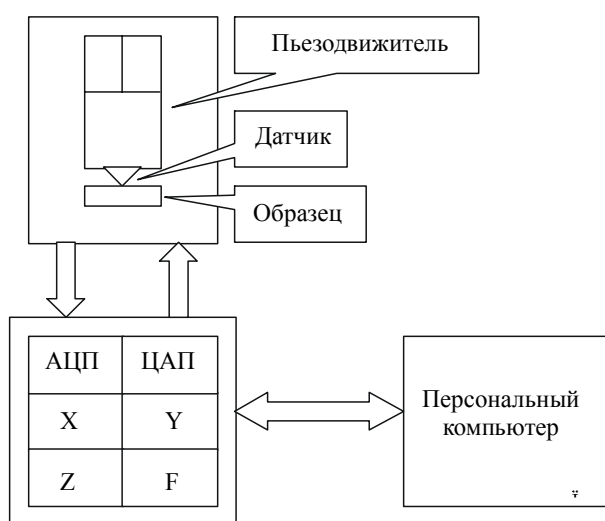 Пьезодвижитель
Датчик
Образец
АЦП ЦАП
X Y
Z F
Персональный
компьютер